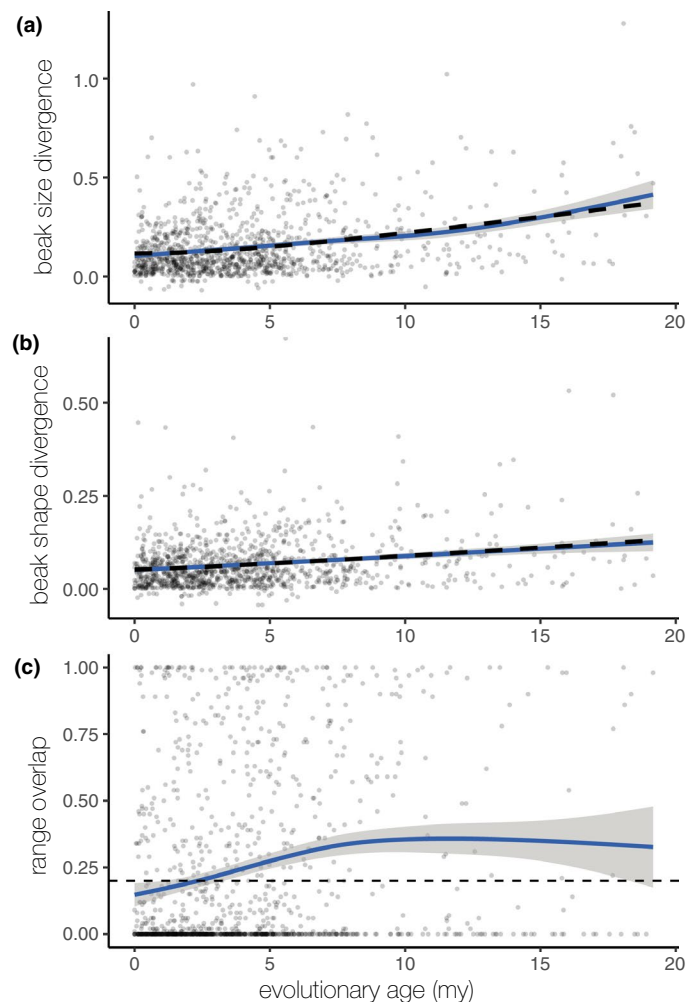 (a)
beak size divergence
1.0
0.5
0.0
0 5 10 15 20
(b)
beak shape divergence
0.50
0.25
0.00
0 5 10 15 20
(c)
range overlap
1.00
0.75
0.50
0.25
0.00
0 5 10 15 20
evolutionary age (my)